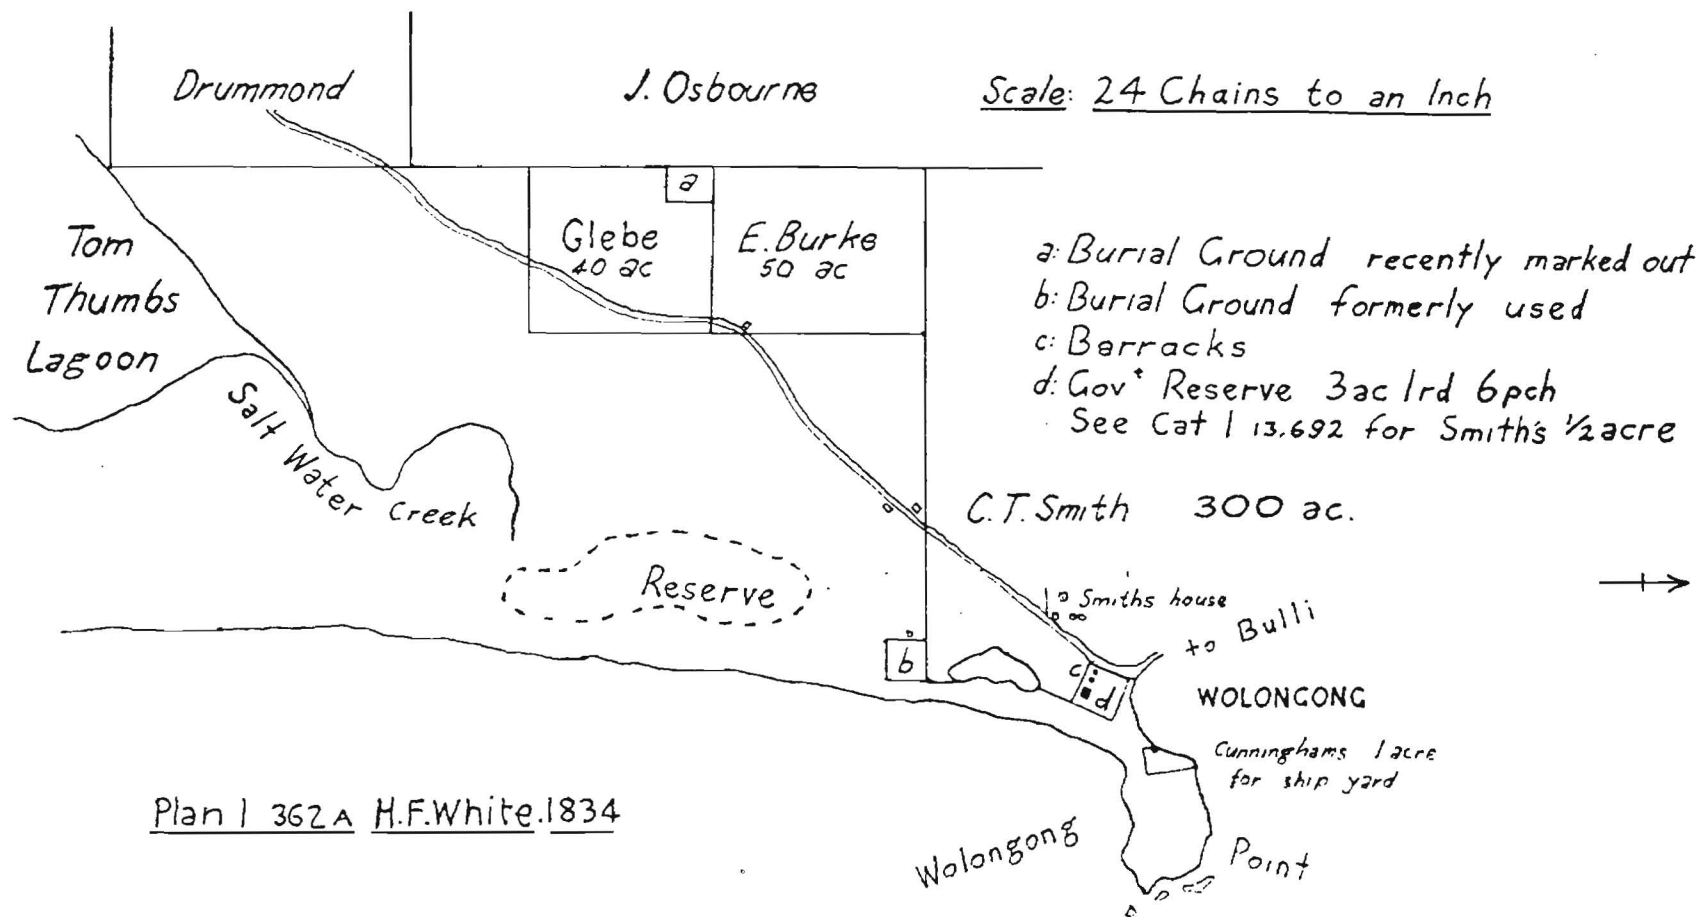 Drummond
J. Osbourne
Scale: 24 Chains to an Inch
a
Glebe
40 ac
E. Burke
50 ac
Tom
Thumbs
Lagoon
a: Burial Ground recently marked out
b: Burial Ground formerly used
c: Barracks
d: Gov^t Reserve 3ac 1rd 6pch
See Cat 1 13.692 for Smith's 1/2 acre
Salt Water Creek
C.T. Smith 300 ac.
Reserve
Smiths house
to Bulli
b
c
d
WOLONGONG
Cunninghams 1 acre
for ship yard
Plan 1 362A H.F. White. 1834
Wolongong Point